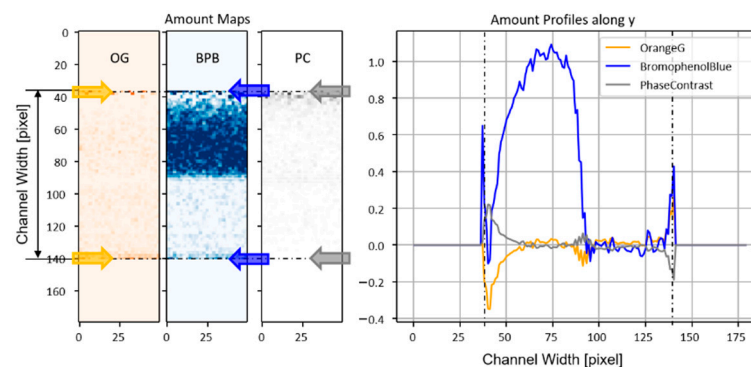 Amount Maps
0
20
40
60
80
100
120
140
160
Channel Width [pixel]
OG
BPB
PC
0 25
0 25
0 25
Amount Profiles along y
OrangeG
BromophenolBlue
PhaseContrast
1.0
0.8
0.6
0.4
0.2
0.0
−0.2
−0.4
0 25 50 75 100 125 150 175
Channel Width [pixel]